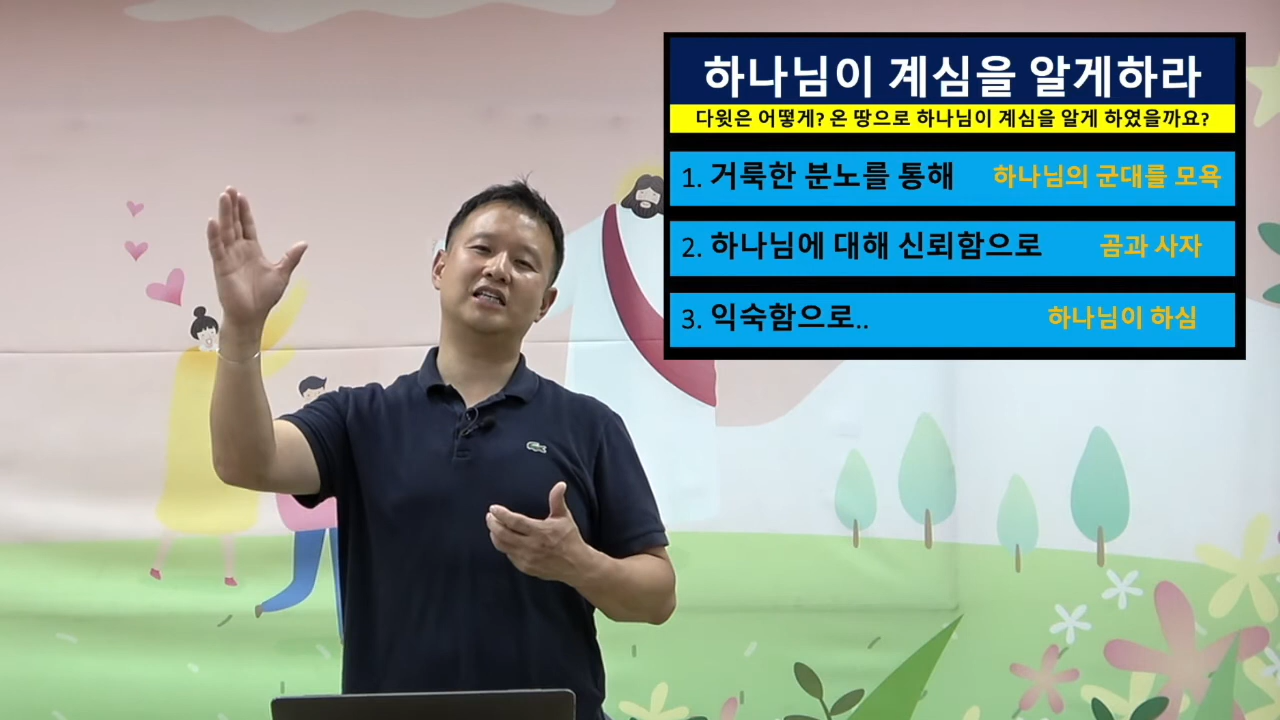 하나님이 계심을 알게하라
다윗은 어떻게? 온 땅으로 하나님이 계심을 알게 하였을까요?
1. 거룩한 분노를 통해 하나님의 군대를 모욕
2. 하나님에 대해 신뢰함으로 곰과 사자
3. 익숙함으로.. 하나님이 하심